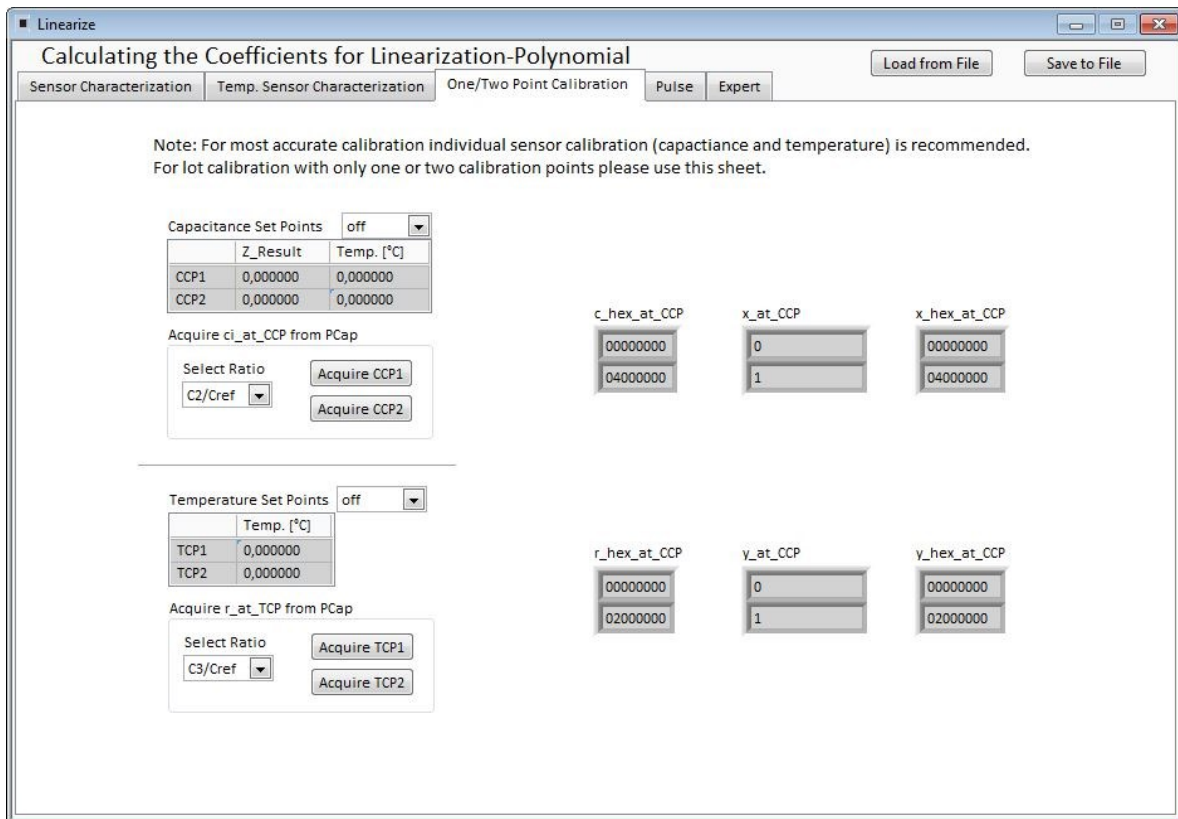 Linearize
Calculating the Coefficients for Linearization-Polynomial
Load from File
Save to File
Sensor Characterization
Temp. Sensor Characterization
One/Two Point Calibration
Pulse
Expert
Note: For most accurate calibration individual sensor calibration (capactiance and temperature) is recommended.
For lot calibration with only one or two calibration points please use this sheet.
Capacitance Set Points off
Z_Result Temp. [°C]
CCP1 0,000000 0,000000
CCP2 0,000000 0,000000
Acquire ci_at_CCP from PCap
Select Ratio
C2/Cref
Acquire CCP1
Acquire CCP2
c_hex_at_CCP x_at_CCP x_hex_at_CCP
00000000 0 00000000
04000000 1 04000000
Temperature Set Points off
Temp. [°C]
TCP1 0,000000
TCP2 0,000000
Acquire r_at_TCP from PCap
Select Ratio
C3/Cref
Acquire TCP1
Acquire TCP2
r_hex_at_CCP y_at_CCP y_hex_at_CCP
00000000 0 00000000
02000000 1 02000000